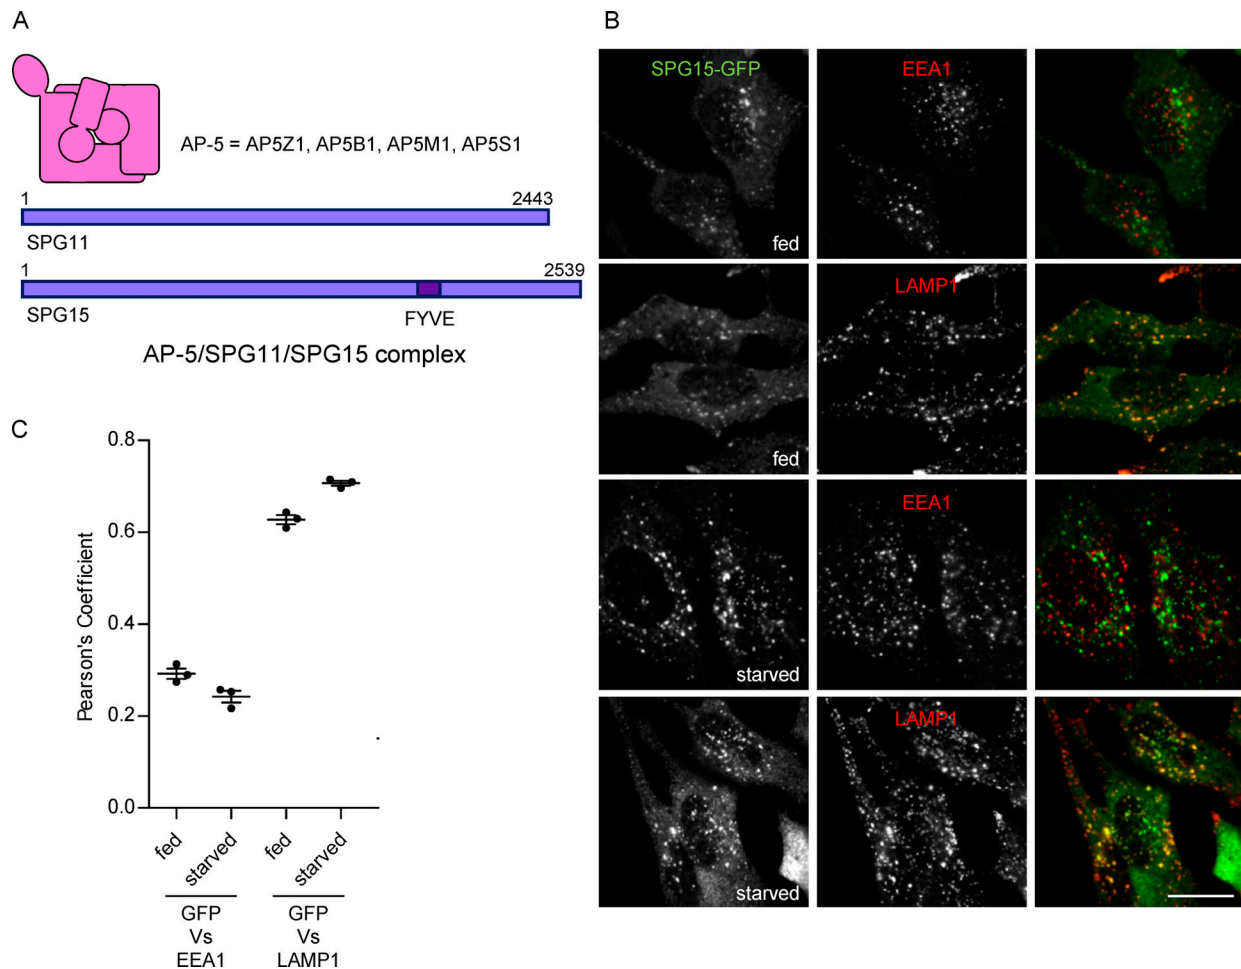 A
AP-5 = AP5Z1, AP5B1, AP5M1, AP5S1
1 2443
SPG11
1 2539
SPG15 FYVE
AP-5/SPG11/SPG15 complex
B
SPG15-GFP EEA1
fed
LAMP1
fed
EEA1
starved
LAMP1
starved
C
Pearson's Coefficient
0.8
0.6
0.4
0.2
0.0
fed starved fed starved
GFP GFP
Vs Vs
EEA1 LAMP1